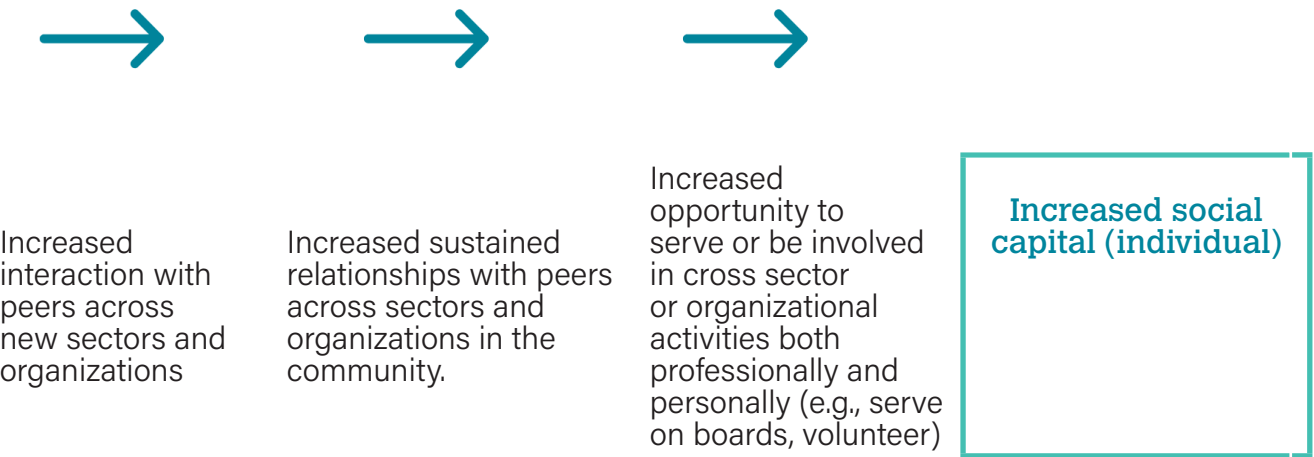 Increased
interaction with
peers across
new sectors and
organizations
Increased sustained
relationships with peers
across sectors and
organizations in the
community.
Increased
opportunity to
serve or be involved
in cross sector
or organizational
activities both
professionally and
personally (e.g., serve
on boards, volunteer)
Increased social
capital (individual)